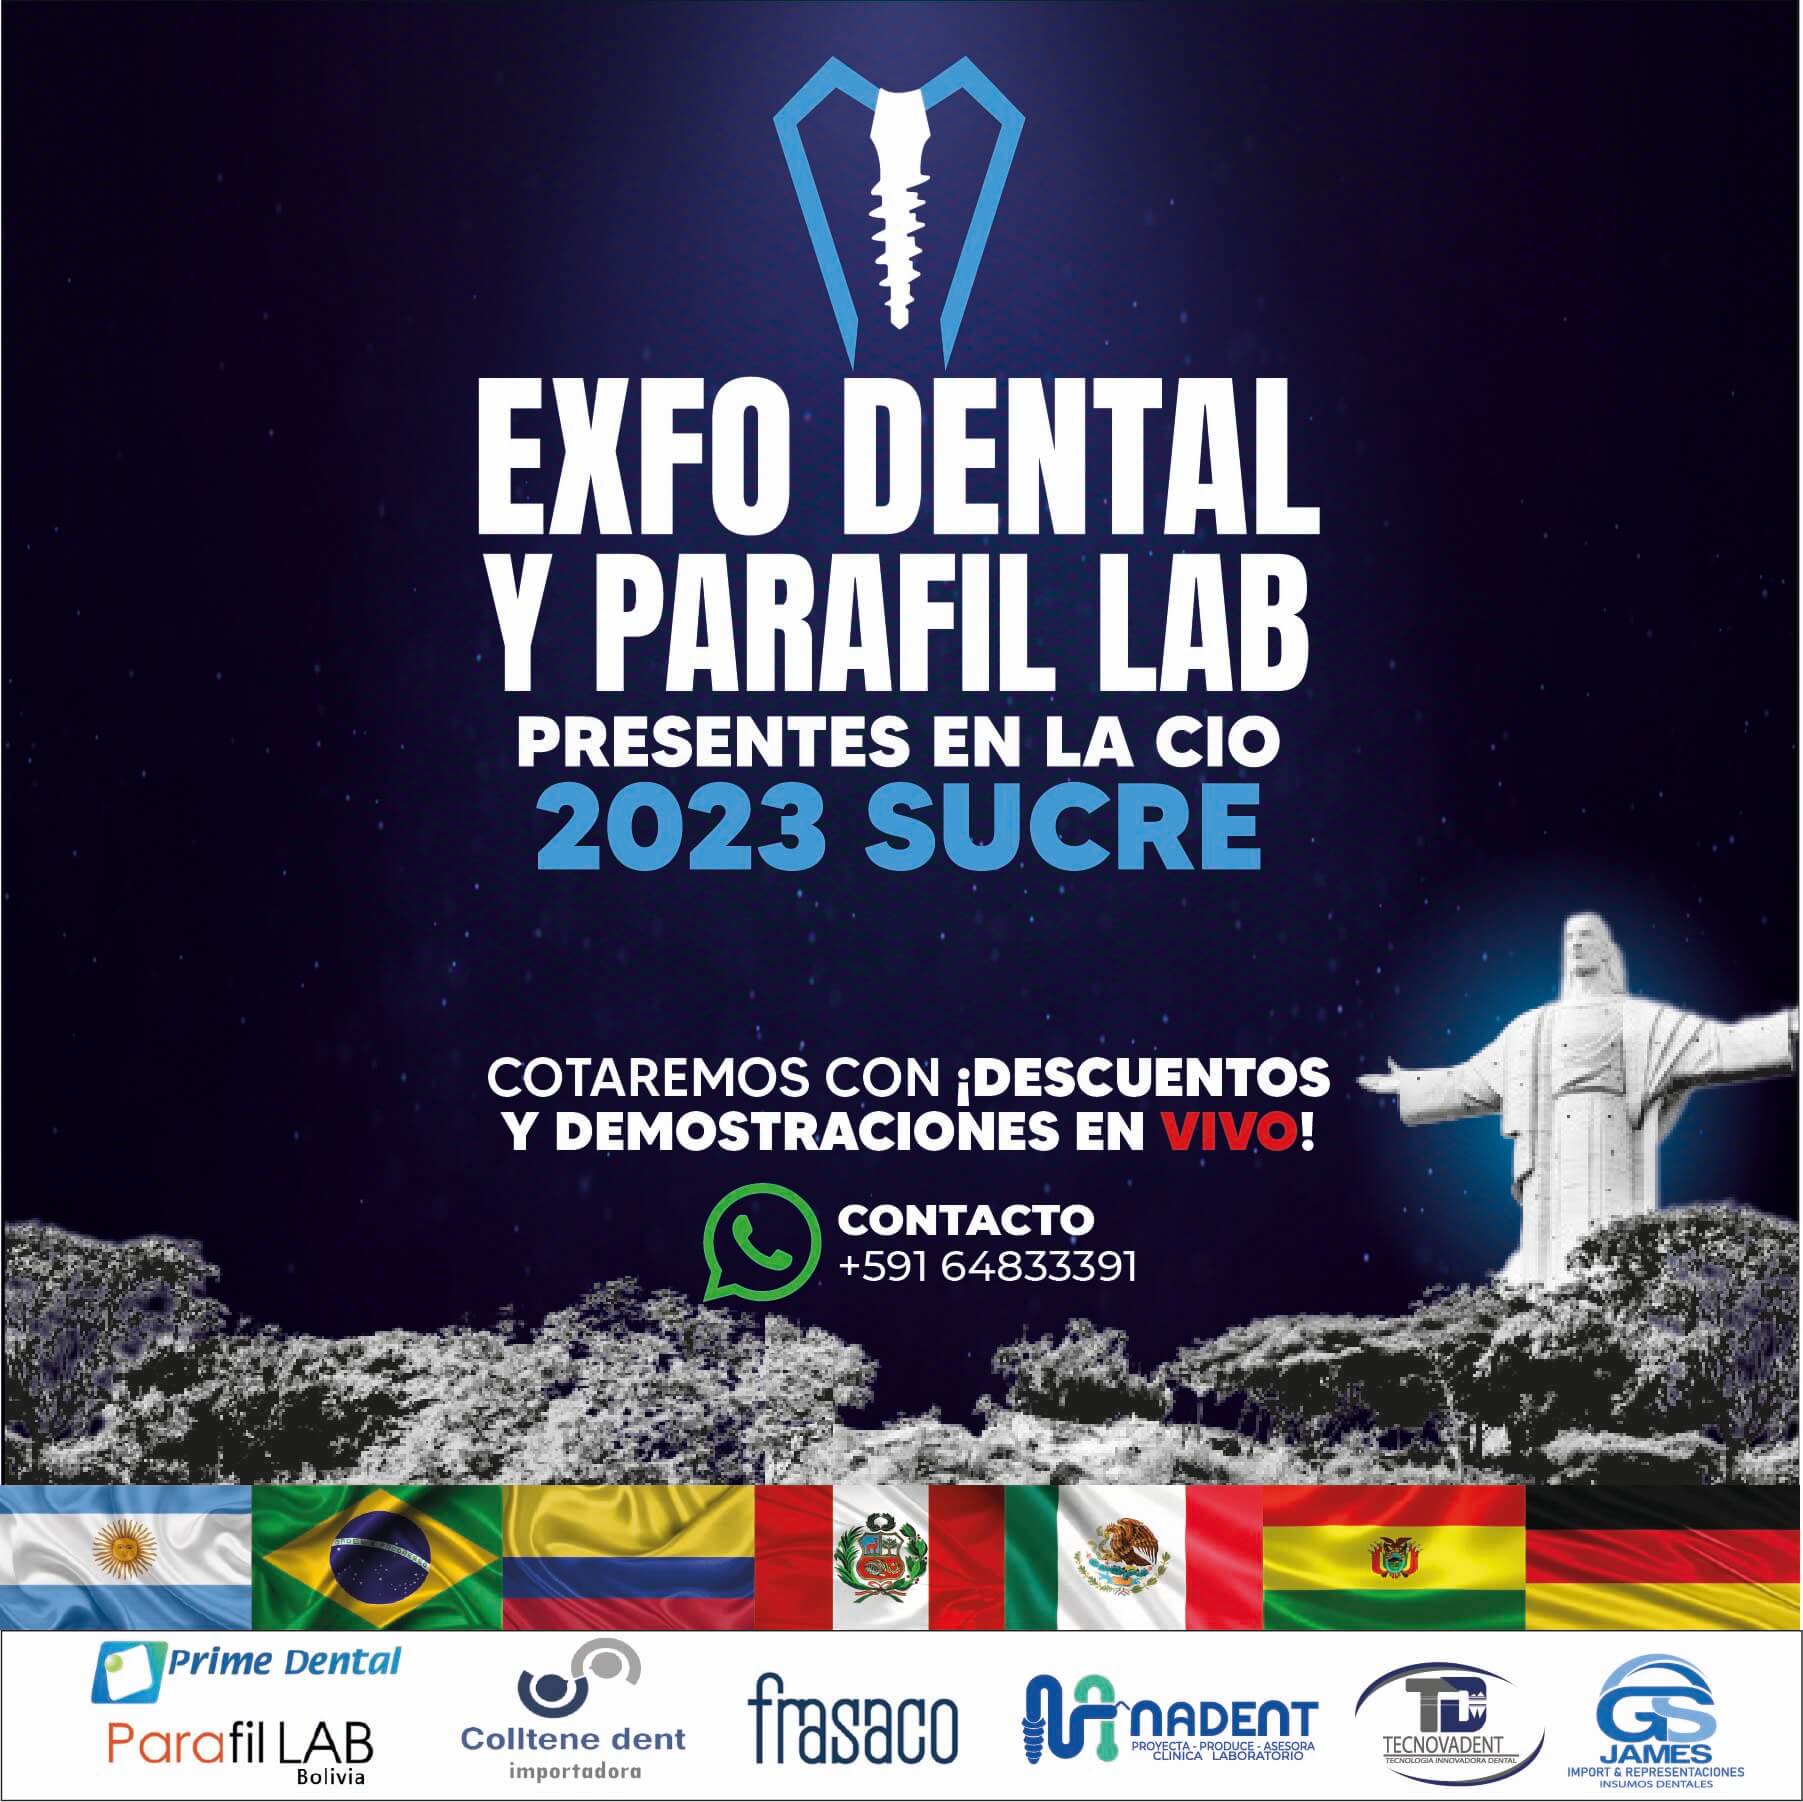 EXFO DENTAL
Y PARAFIL LAB
PRESENTES EN LA CIO
2023 SUCRE
COTAREMOS CON ¡DESCUENTOS
Y DEMOSTRACIONES EN VIVO!
CONTACTO
+591 64833391
Prime Dental
Parafil LAB
Bolivia
Colltene dent
importadora
frasaco
NADENT
PROYECTA - PRODUCE - ASESORA
CLINICA LABORATORIO
TD
TECNOVADENT
TECNOLOGIA INNOVADORA DENTAL
GS
JAMES
IMPORT & REPRESENTACIONES
INSUMOS DENTALES